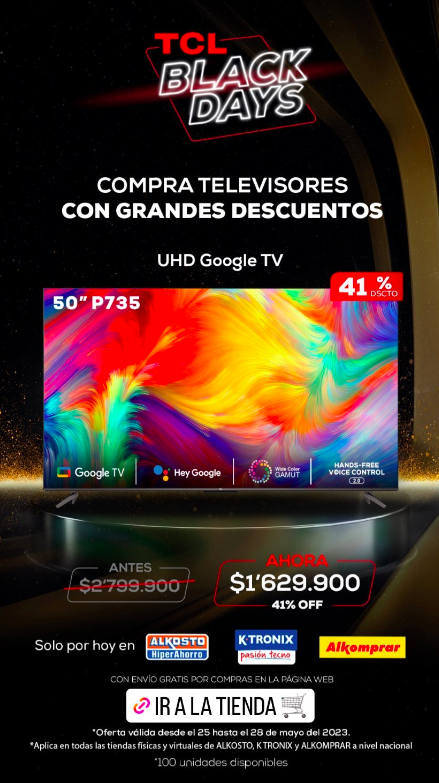 TCL
BLACK
DAYS
COMPRA TELEVISORES
CON GRANDES DESCUENTOS
UHD Google TV
41 %
DSCTO
50” P735
Google TV
Hey Google
Wide Color
GAMUT
HANDS-FREE
VOICE CONTROL
2.0
ANTES
$2’799.900
AHORA
$1’629.900
41% OFF
Solo por hoy en
ALKOSTO
HiperAhorro
K·TRONIX
pasión tecno
Alkomprar
CON ENVÍO GRATIS POR COMPRAS EN LA PÁGINA WEB
IR A LA TIENDA
*Oferta válida desde el 25 hasta el 28 de mayo del 2023.
*Aplica en todas las tiendas físicas y virtuales de ALKOSTO, K TRONIX y ALKOMPRAR a nivel nacional
*100 unidades disponibles